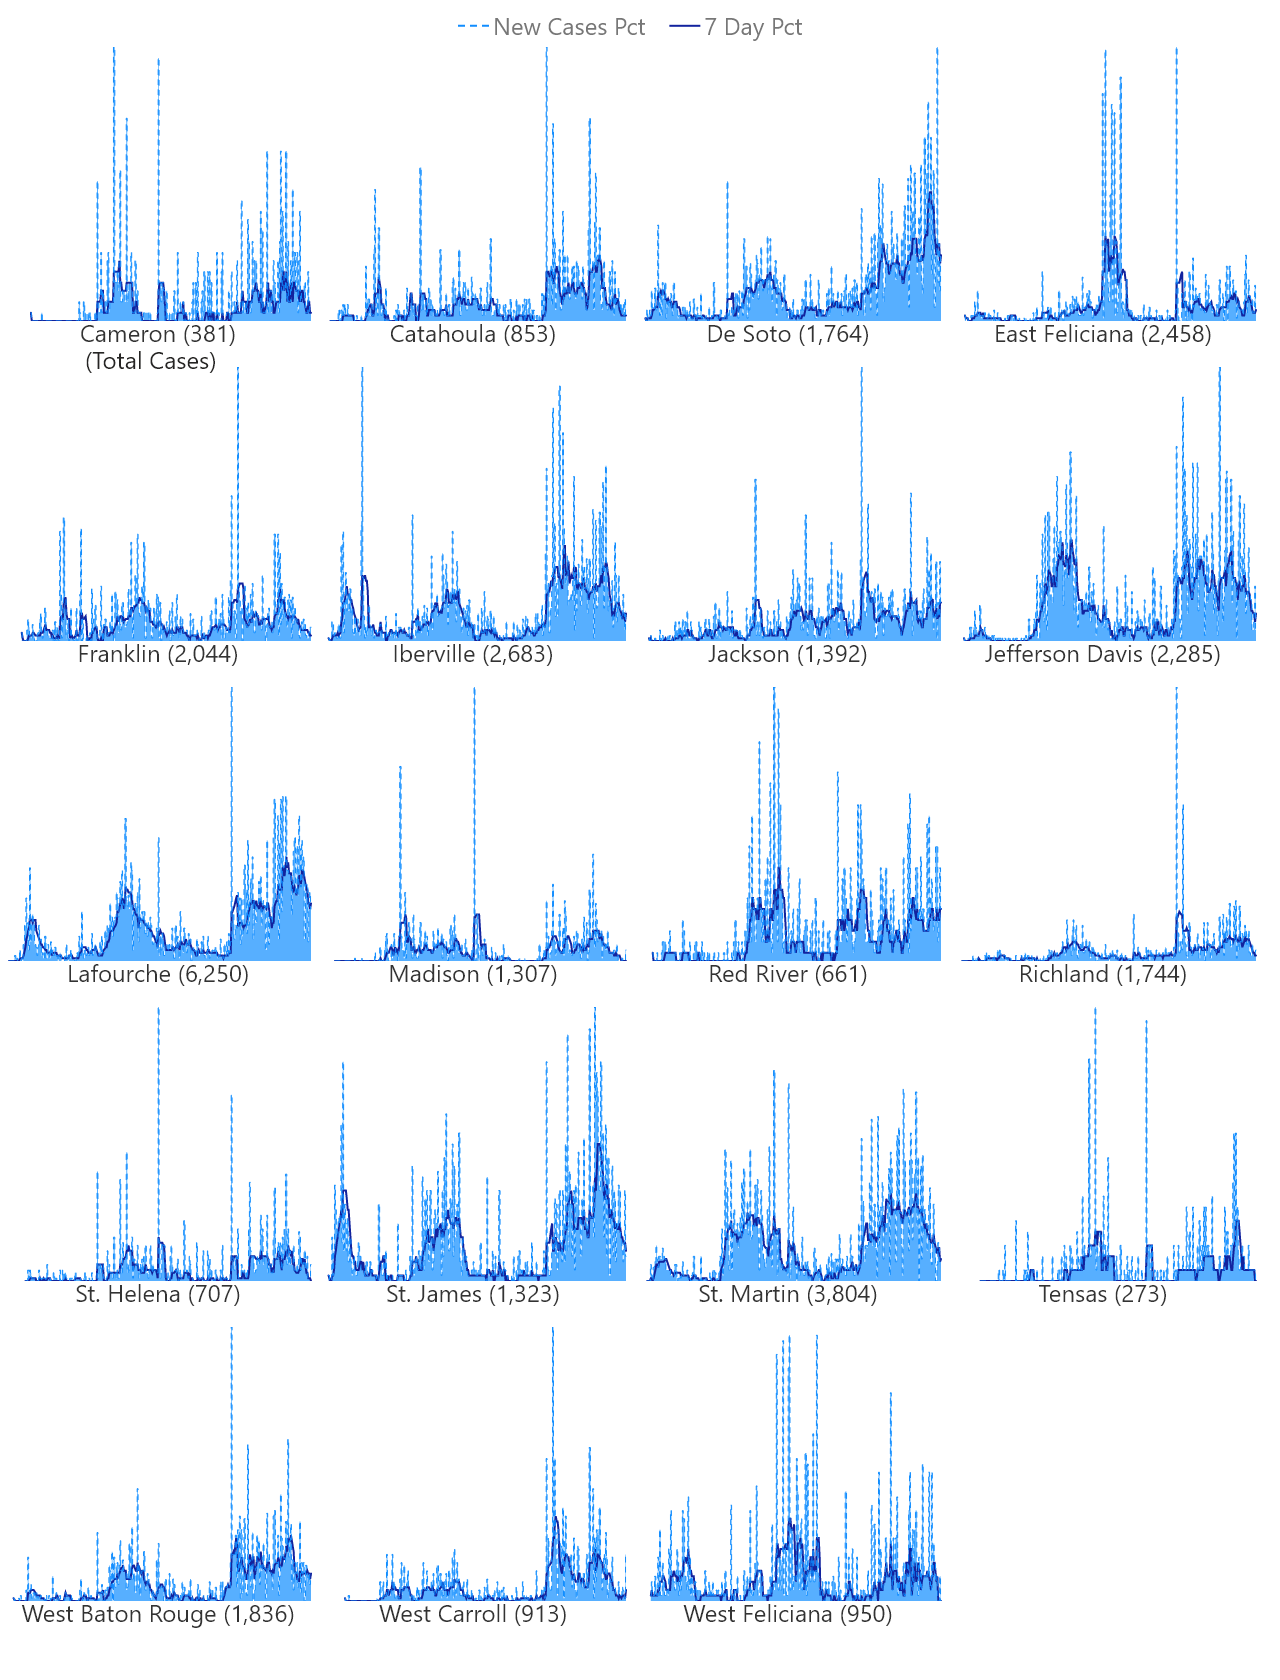 New Cases Pct 7 Day Pct
Cameron (381) Catahoula (853) De Soto (1,764) East Feliciana (2,458)
(Total Cases)
Franklin (2,044) Iberville (2,683) Jackson (1,392) Jefferson Davis (2,285)
Lafourche (6,250) Madison (1,307) Red River (661) Richland (1,744)
St. Helena (707) St. James (1,323) St. Martin (3,804) Tensas (273)
West Baton Rouge (1,836) West Carroll (913) West Feliciana (950)